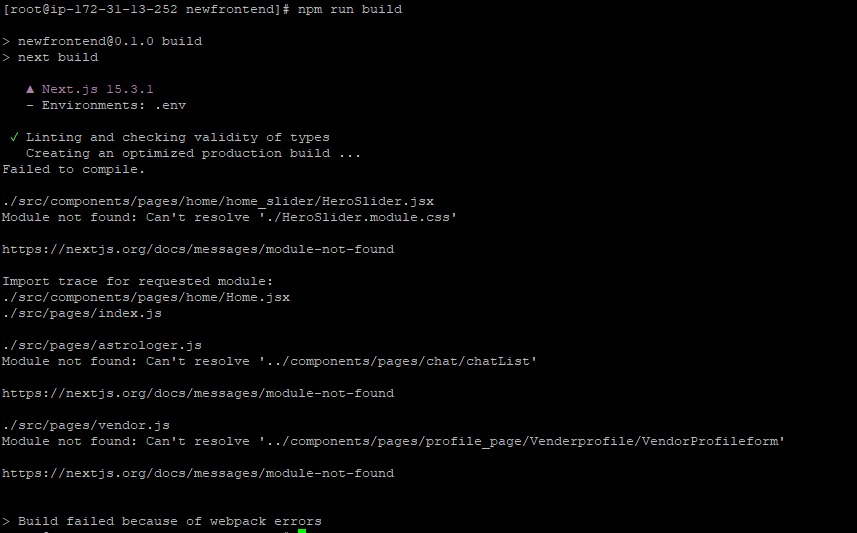 [root@ip-172-31-13-252 newfrontend]# npm run build
> newfrontend@0.1.0 build
> next build
▲ Next.js 15.3.1
- Environments: .env
✓ Linting and checking validity of types
Creating an optimized production build ...
Failed to compile.
./src/components/pages/home/home_slider/HeroSlider.jsx
Module not found: Can't resolve './HeroSlider.module.css'
https://nextjs.org/docs/messages/module-not-found
Import trace for requested module:
./src/components/pages/home/Home.jsx
./src/pages/index.js
./src/pages/astrologer.js
Module not found: Can't resolve '../components/pages/chat/chatList'
https://nextjs.org/docs/messages/module-not-found
./src/pages/vendor.js
Module not found: Can't resolve '../components/pages/profile_page/Venderprofile/VendorProfileform'
https://nextjs.org/docs/messages/module-not-found
> Build failed because of webpack errors